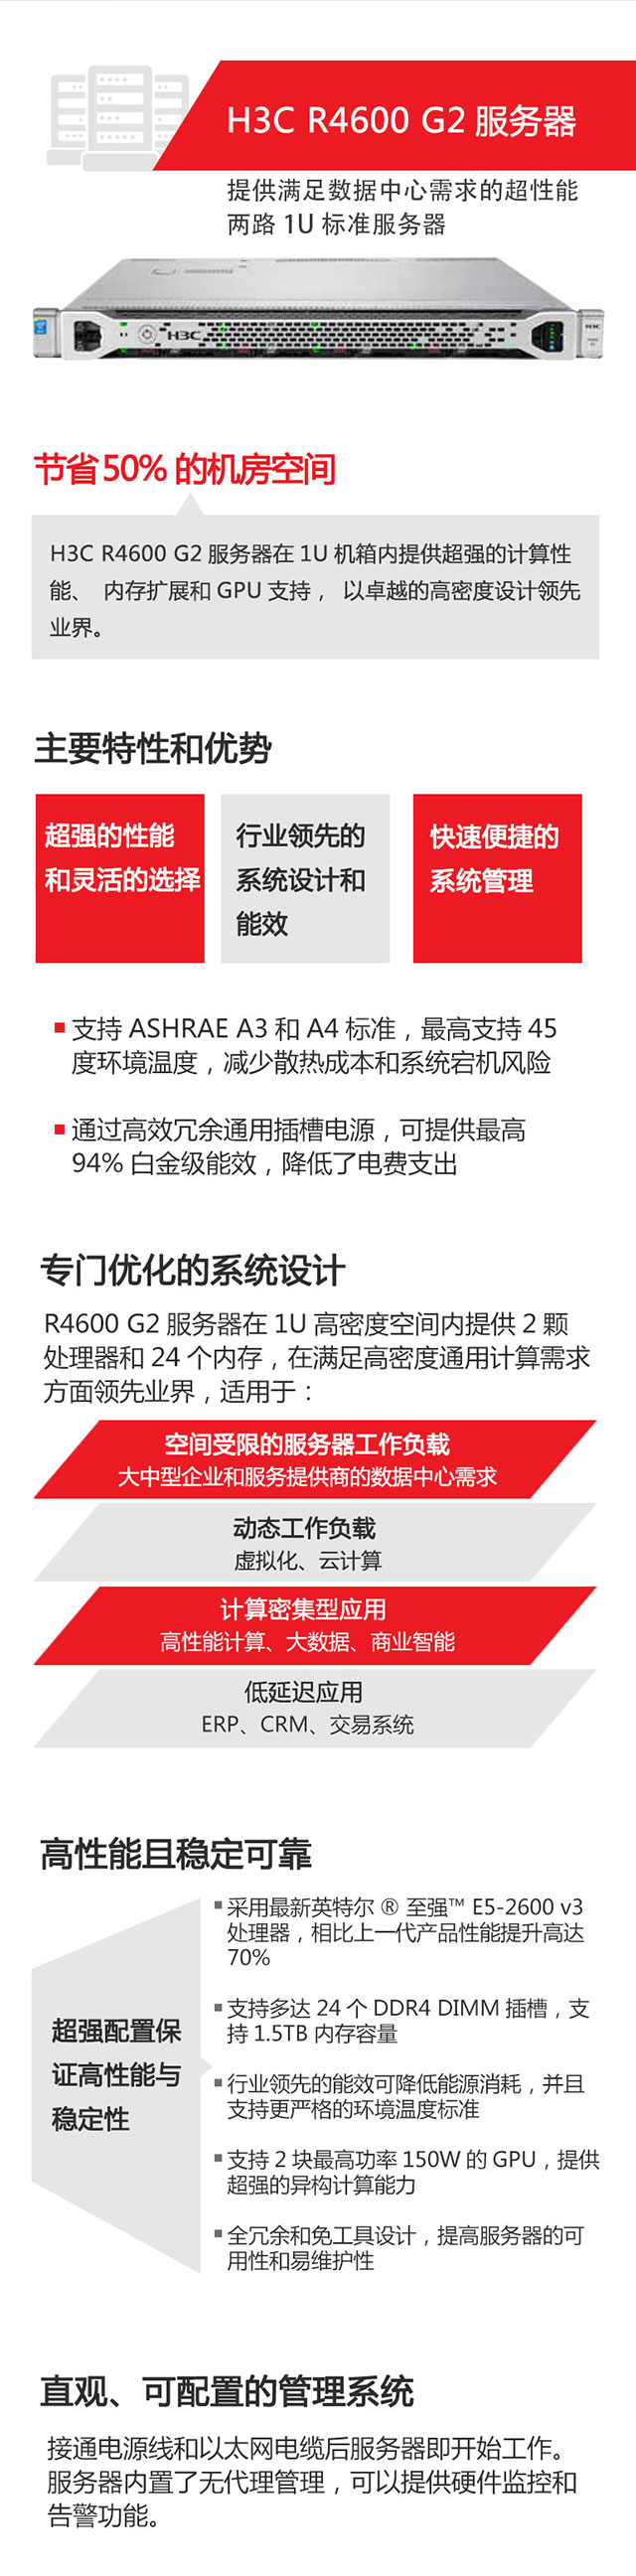 H3C R4600 G2 服务器
提供满足数据中心需求的超性能
两路 1U 标准服务器
H3C
节省50% 的机房空间
H3C R4600 G2 服务器在 1U 机箱内提供超强的计算性
能、 内存扩展和 GPU 支持， 以卓越的高密度设计领先
业界。
主要特性和优势
超强的性能
和灵活的选择
行业领先的
系统设计和
能效
快速便捷的
系统管理
支持 ASHRAE A3 和 A4 标准，最高支持 45
度环境温度，减少散热成本和系统宕机风险
通过高效冗余通用插槽电源，可提供最高
94% 白金级能效，降低了电费支出
专门优化的系统设计
R4600 G2 服务器在 1U 高密度空间内提供 2 颗
处理器和 24 个内存，在满足高密度通用计算需求
方面领先业界，适用于：
空间受限的服务器工作负载
大中型企业和服务提供商的数据中心需求
动态工作负载
虚拟化、云计算
计算密集型应用
高性能计算、大数据、商业智能
低延迟应用
ERP、CRM、交易系统
高性能且稳定可靠
超强配置保
证高性能与
稳定性
采用最新英特尔 ® 至强™ E5-2600 v3
处理器，相比上一代产品性能提升高达
70%
支持多达 24 个 DDR4 DIMM 插槽，支
持 1.5TB 内存容量
行业领先的能效可降低能源消耗，并且
支持更严格的环境温度标准
支持 2 块最高功率 150W 的 GPU，提供
超强的异构计算能力
全冗余和免工具设计，提高服务器的可
用性和易维护性
直观、可配置的管理系统
接通电源线和以太网电缆后服务器即开始工作。
服务器内置了无代理管理，可以提供硬件监控和
告警功能。